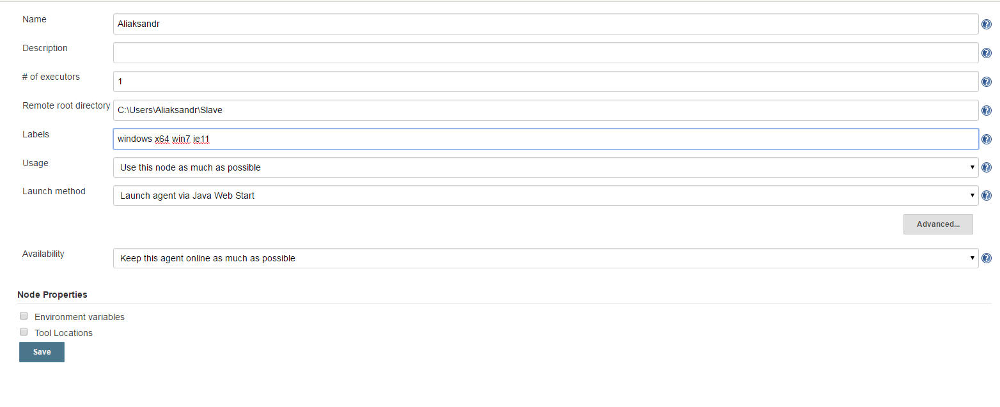 Name
Aliaksandr
Description
# of executors
1
Remote root directory
C:\Users\Aliaksandr\Slave
Labels
windows x64 win7 ie11
Usage
Use this node as much as possible
Launch method
Launch agent via Java Web Start
Advanced...
Availability
Keep this agent online as much as possible
Node Properties
Environment variables
Tool Locations
Save